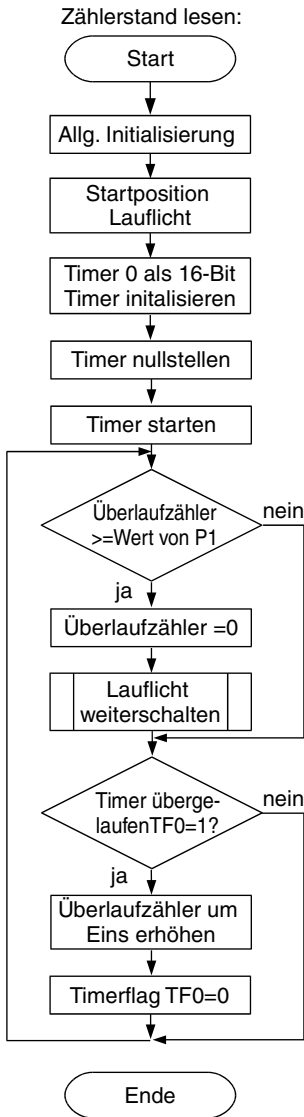 Zählerstand lesen:
Start
Allg. Initialisierung
Startposition
Lauflicht
Timer 0 als 16-Bit
Timer initalisieren
Timer nullstellen
Timer starten
Überlaufzähler
>=Wert von P1
nein
ja
Überlaufzähler =0
Lauflicht
weiterschalten
Timer überge-
laufenTF0=1?
nein
ja
Überlaufzähler um
Eins erhöhen
Timerflag TF0=0
Ende